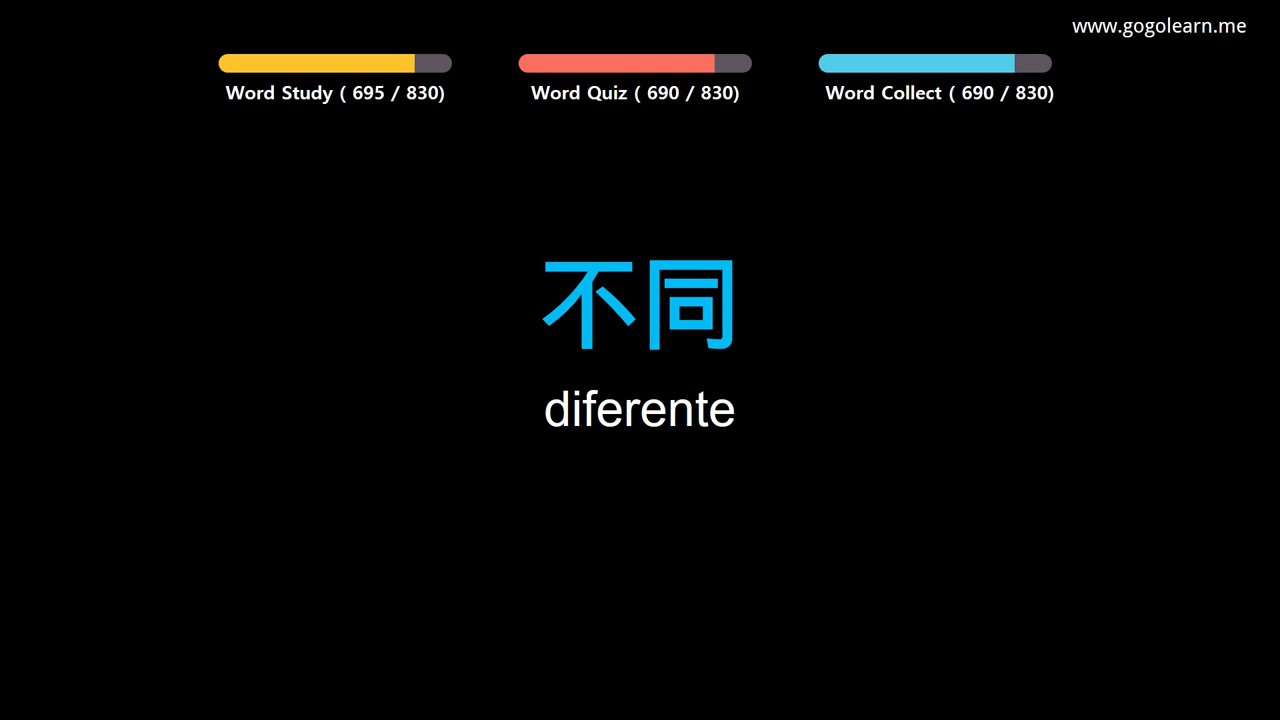 www.gogolearn.me
Word Study ( 695 / 830)
Word Quiz ( 690 / 830)
Word Collect ( 690 / 830)
不同
diferente